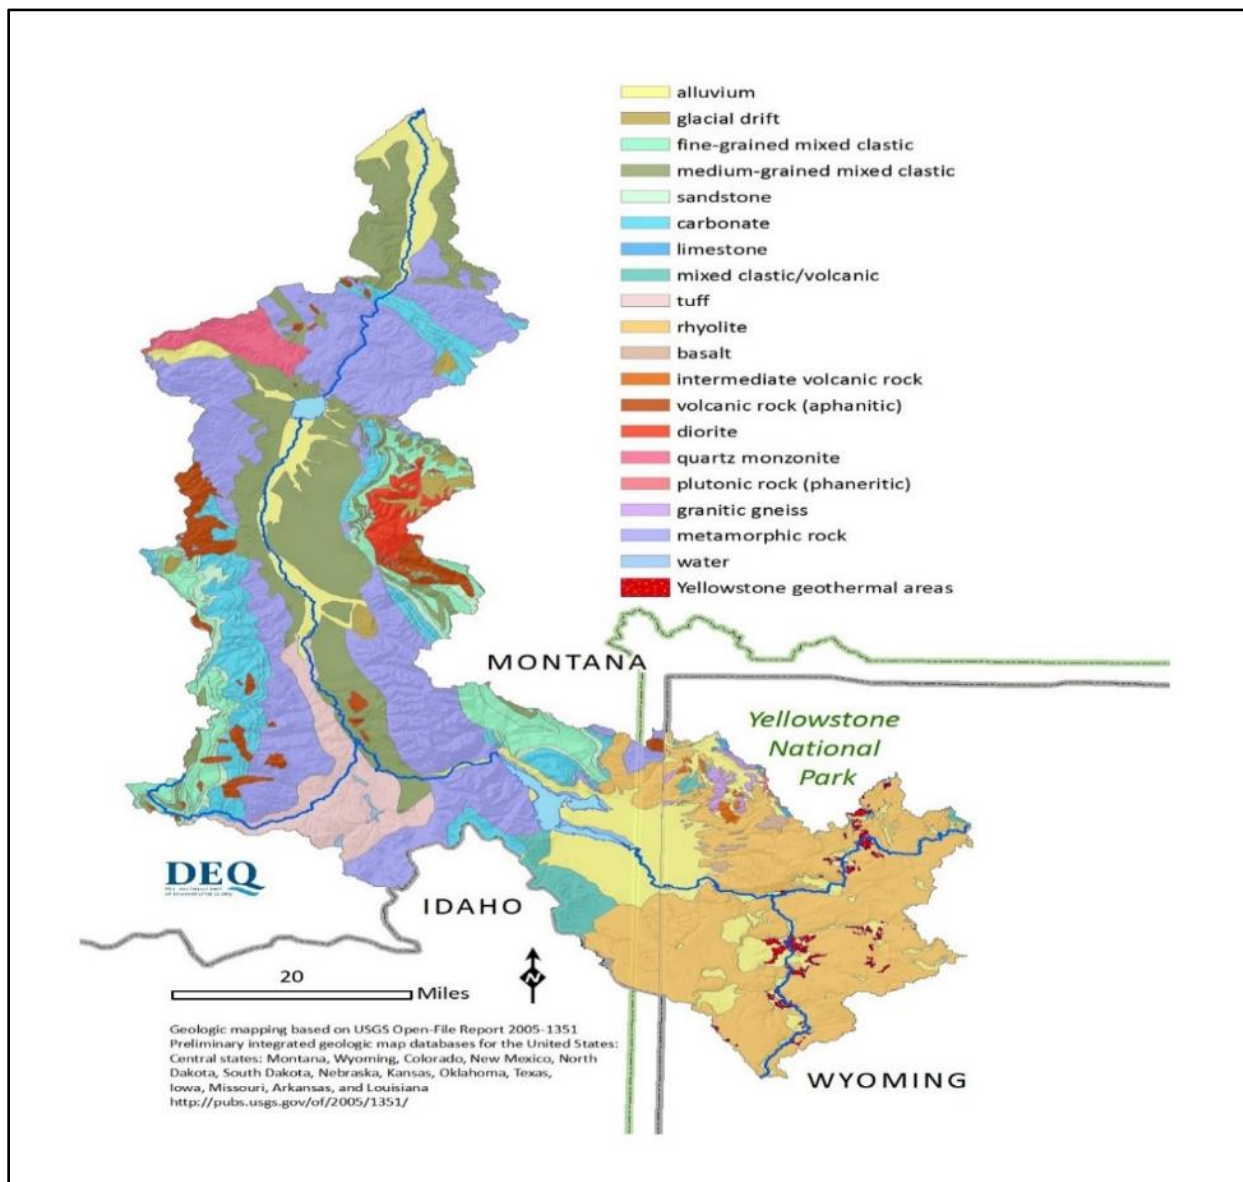 alluvium
glacial drift
fine-grained mixed clastic
medium-grained mixed clastic
sandstone
carbonate
limestone
mixed clastic/volcanic
tuff
rhyolite
basalt
intermediate volcanic rock
volcanic rock (aphanitic)
diorite
quartz monzonite
plutonic rock (phaneritic)
granitic gneiss
metamorphic rock
water
Yellowstone geothermal areas
MONTANA
Yellowstone
National
Park
DEQ
IDAHO
N
20
Miles
WYOMING
Geologic mapping based on USGS Open-File Report 2005-1351
Preliminary integrated geologic map databases for the United States:
Central states: Montana, Wyoming, Colorado, New Mexico, North
Dakota, South Dakota, Nebraska, Kansas, Oklahoma, Texas,
Iowa, Missouri, Arkansas, and Louisiana
http://pubs.usgs.gov/of/2005/1351/